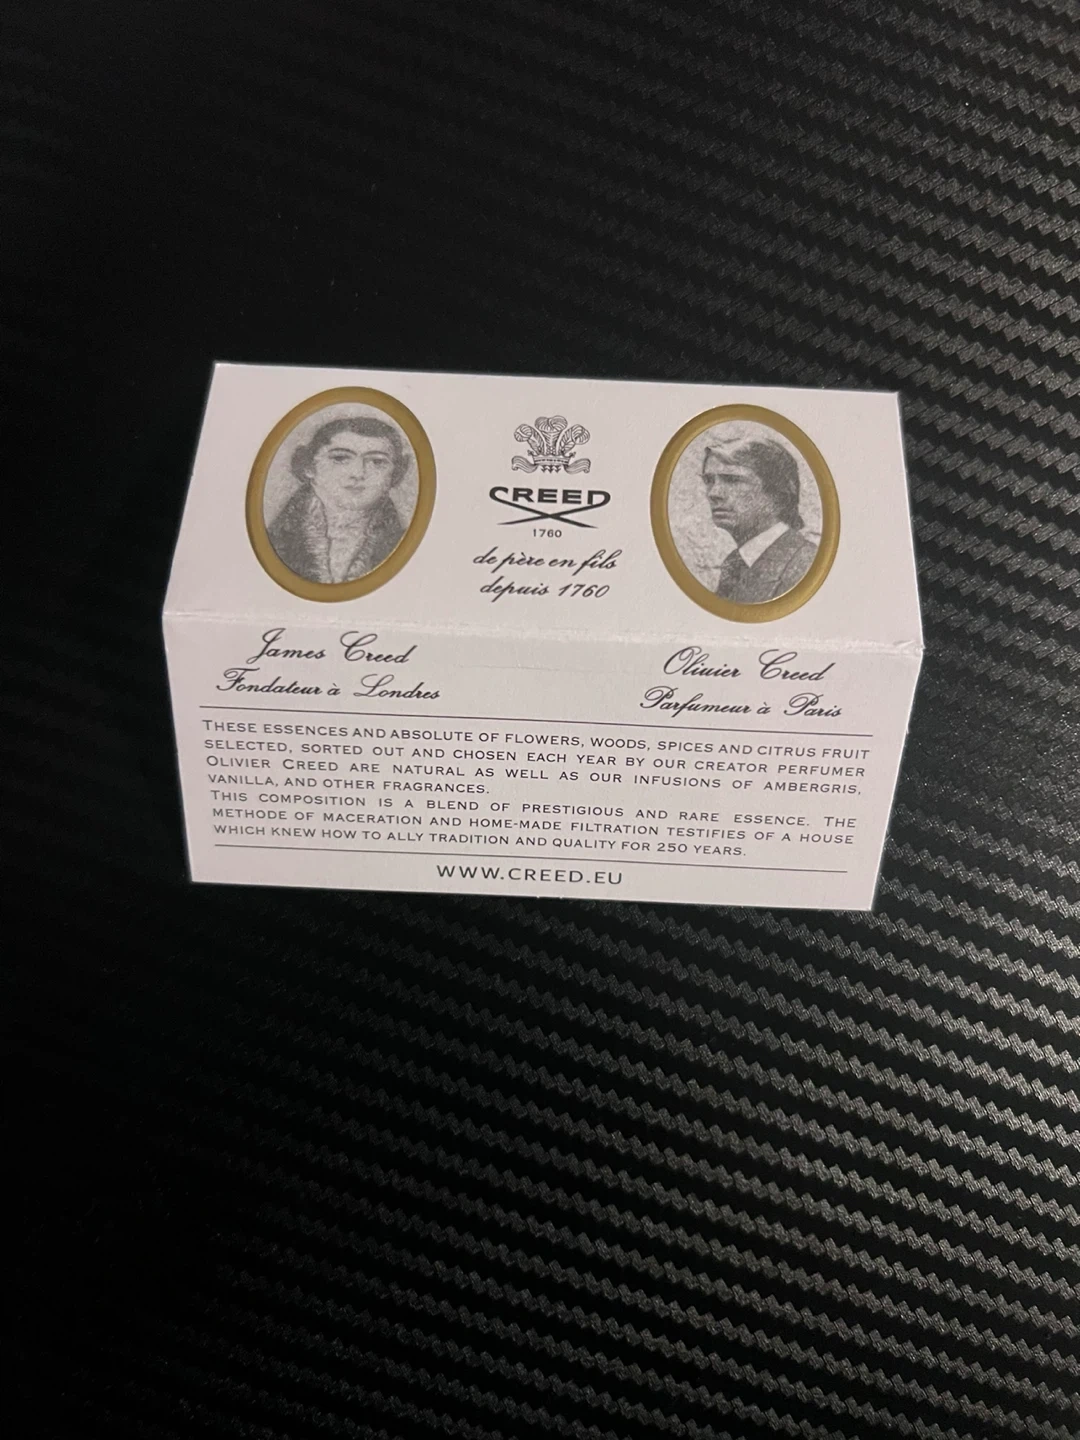 CREED
1760
de père en fils
depuis 1760
James Creed
Fondateur à Londres
Olivier Creed
Parfumeur à Paris
THESE ESSENCES AND ABSOLUTE OF FLOWERS, WOODS, SPICES AND CITRUS FRUIT
SELECTED, SORTED OUT AND CHOSEN EACH YEAR BY OUR CREATOR PERFUMER
OLIVIER CREED ARE NATURAL AS WELL AS OUR INFUSIONS OF AMBERGRIS,
VANILLA, AND OTHER FRAGRANCES.
THIS COMPOSITION IS A BLEND OF PRESTIGIOUS AND RARE ESSENCE. THE
METHODE OF MACERATION AND HOME-MADE FILTRATION TESTIFIES OF A HOUSE
WHICH KNEW HOW TO ALLY TRADITION AND QUALITY FOR 250 YEARS.
WWW.CREED.EU